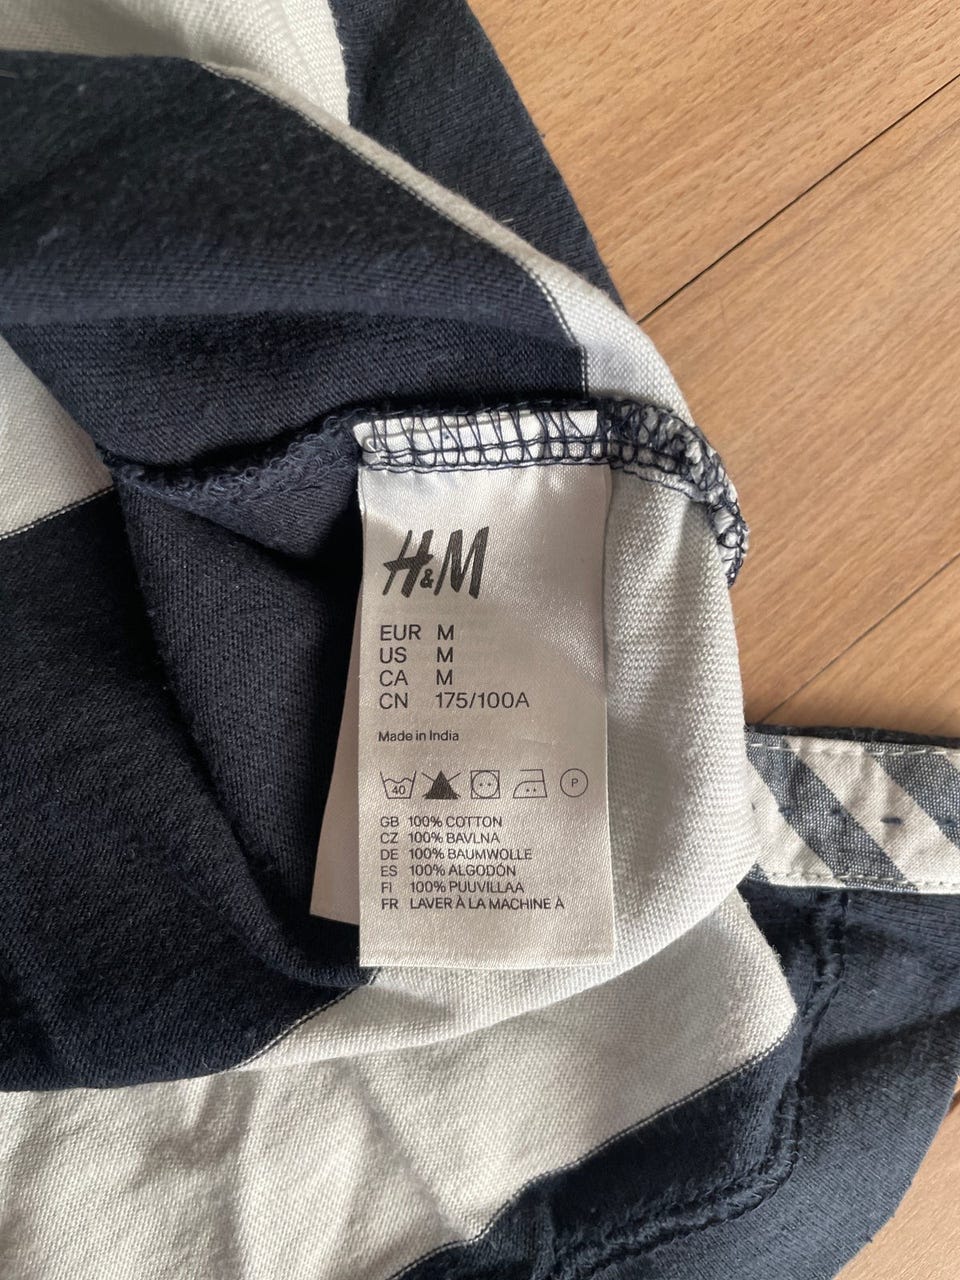 H&M
EUR M
US M
CA M
CN 175/100A
Made in India
40 P
GB 100% COTTON
CZ 100% BAVLNA
DE 100% BAUMWOLLE
ES 100% ALGODÓN
FI 100% PUUVILLAA
FR LAVER À LA MACHINE À